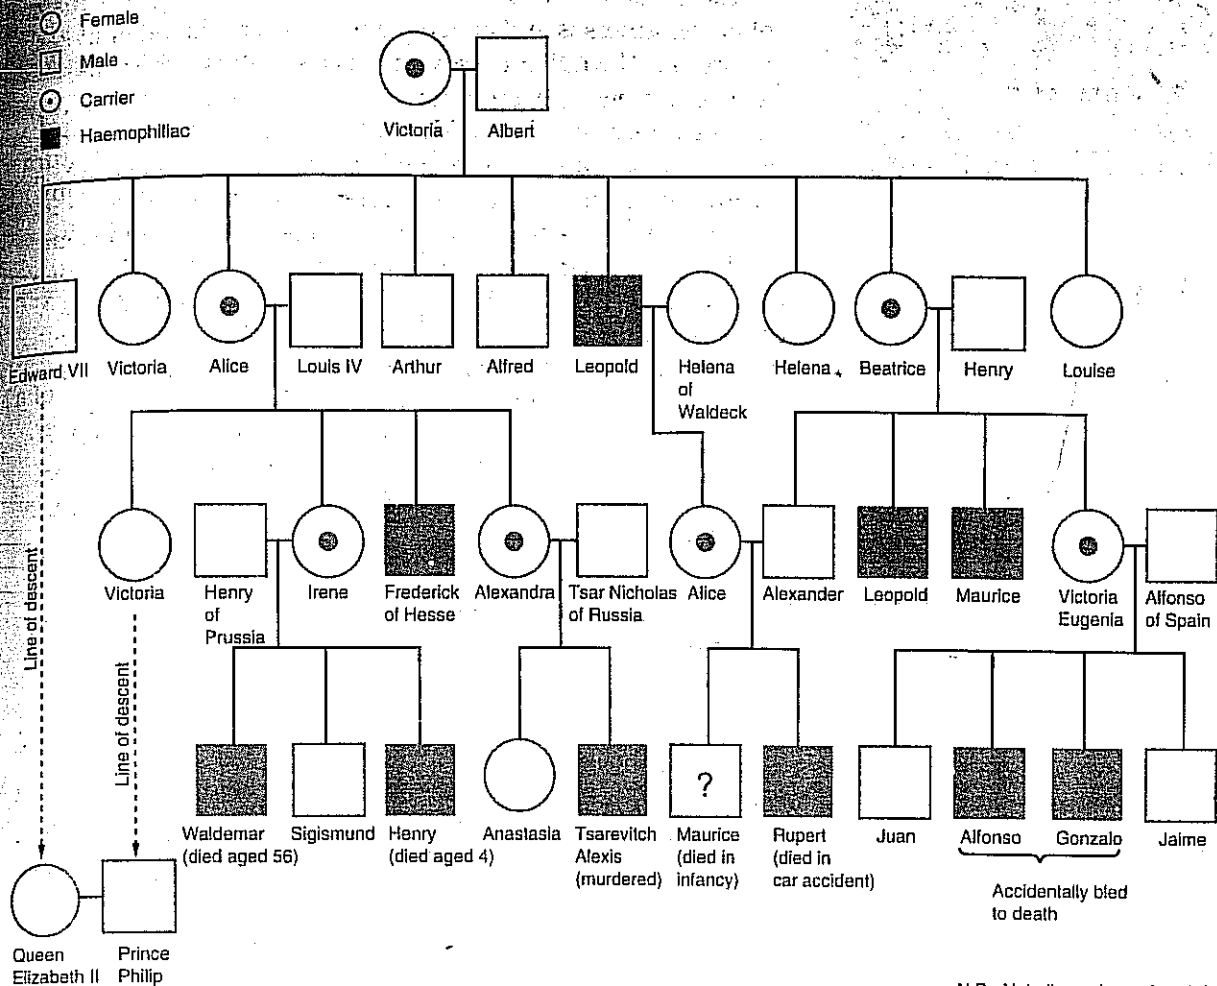 Female
Male
Carrier
Haemophiliac
Victoria
Albert
Edward VII
Victoria
Alice
Louis IV
Arthur
Alfred
Leopold
Helena
of
Waldeck
Helena
Beatrice
Henry
Louise
Line of descent
Line of descent
Victoria
Henry
of
Prussia
Irene
Frederick
of Hesse
Alexandra
Tsar Nicholas
of Russia
Alice
Alexander
Leopold
Maurice
Victoria
Eugenia
Alfonso
of Spain
Waldemar
(died aged 56)
Sigismund
Henry
(died aged 4)
Anastasia
Tsarevitch
Alexis
(murdered)
?
Maurice
(died in
infancy)
Rupert
(died in
car accident)
Juan
Alfonso
Gonzalo
Jaime
Accidentally bled
to death
Queen
Elizabeth II
Prince
Philip